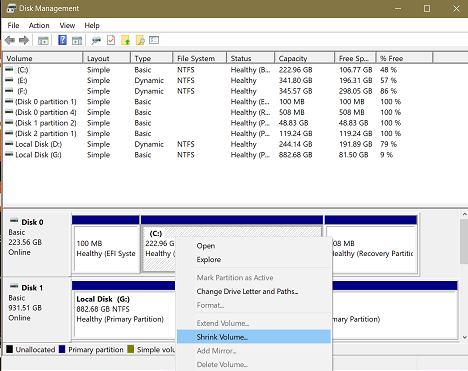 Disk Management
File Action View Help
Volume Layout Type File System Status Capacity Free Sp... % Free
(C:) Simple Basic NTFS Healthy (B... 222.96 GB 106.77 GB 48 %
(E:) Simple Dynamic NTFS Healthy 341.80 GB 196.31 GB 57 %
(F:) Simple Dynamic NTFS Healthy 345.57 GB 298.05 GB 86 %
(Disk 0 partition 1) Simple Basic Healthy (E... 100 MB 100 MB 100 %
(Disk 0 partition 4) Simple Basic Healthy (R... 508 MB 508 MB 100 %
(Disk 1 partition 2) Simple Basic Healthy (P... 48.83 GB 48.83 GB 100 %
(Disk 2 partition 1) Simple Basic Healthy (P... 119.24 GB 119.24 GB 100 %
Local Disk (D:) Simple Dynamic NTFS Healthy 244.14 GB 191.89 GB 79 %
Local Disk (G:) Simple Basic NTFS Healthy (P... 882.68 GB 81.50 GB 9 %
Disk 0
Basic
223.56 GB
Online
100 MB
Healthy (EFI Syste
(C:)
222.96 G
Healthy (
08 MB
Healthy (Recovery Partitic
Open
Explore
Mark Partition as Active
Change Drive Letter and Paths...
Format...
Extend Volume...
Shrink Volume...
Add Mirror...
Delete Volume...
Disk 1
Basic
931.51 GB
Online
Local Disk (G:)
882.68 GB NTFS
Healthy (Primary Partition)
rimary Partition)
Unallocated Primary partition Simple volu